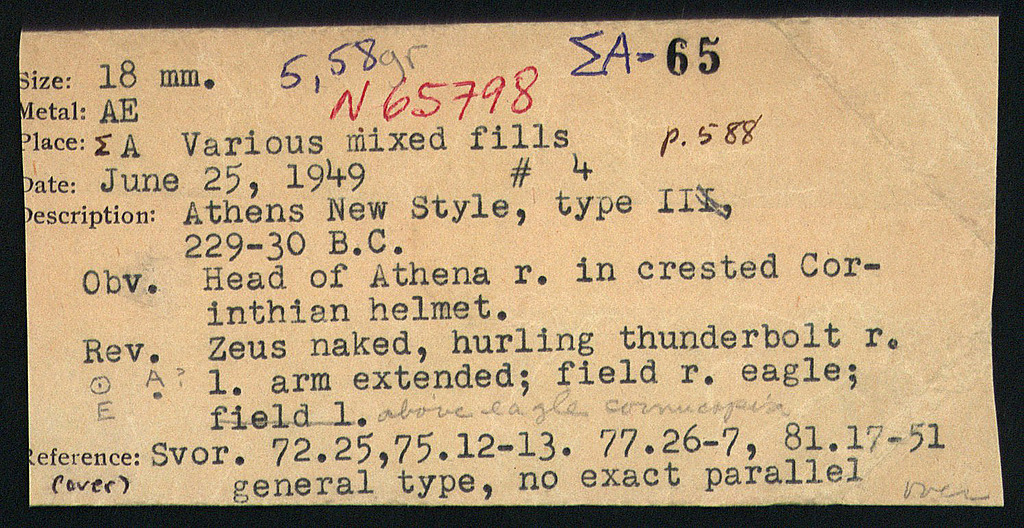 5,58gr ΣA-65
Size: 18 mm.
N 65798
Metal: AE
Place: ΣA Various mixed fills p. 588
Date: June 25, 1949 # 4
Description: Athens New Style, type III,
229-30 B.C.
Obv. Head of Athena r. in crested Cor-
inthian helmet.
Rev. Zeus naked, hurling thunderbolt r.
⊙ A? l. arm extended; field r. eagle;
E field l. above eagle cornucopia
Reference: Svor. 72.25,75.12-13. 77.26-7, 81.17-51
(over) general type, no exact parallel
over